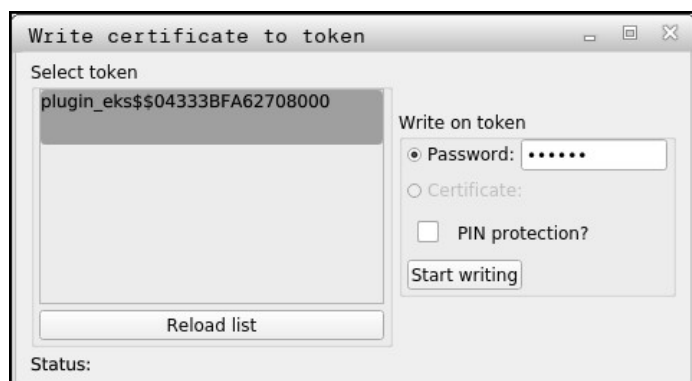 Write certificate to token
Select token
plugin_eks$$04333BFA62708000
Write on token
Password: ••••••
Certificate:
PIN protection?
Start writing
Reload list
Status: